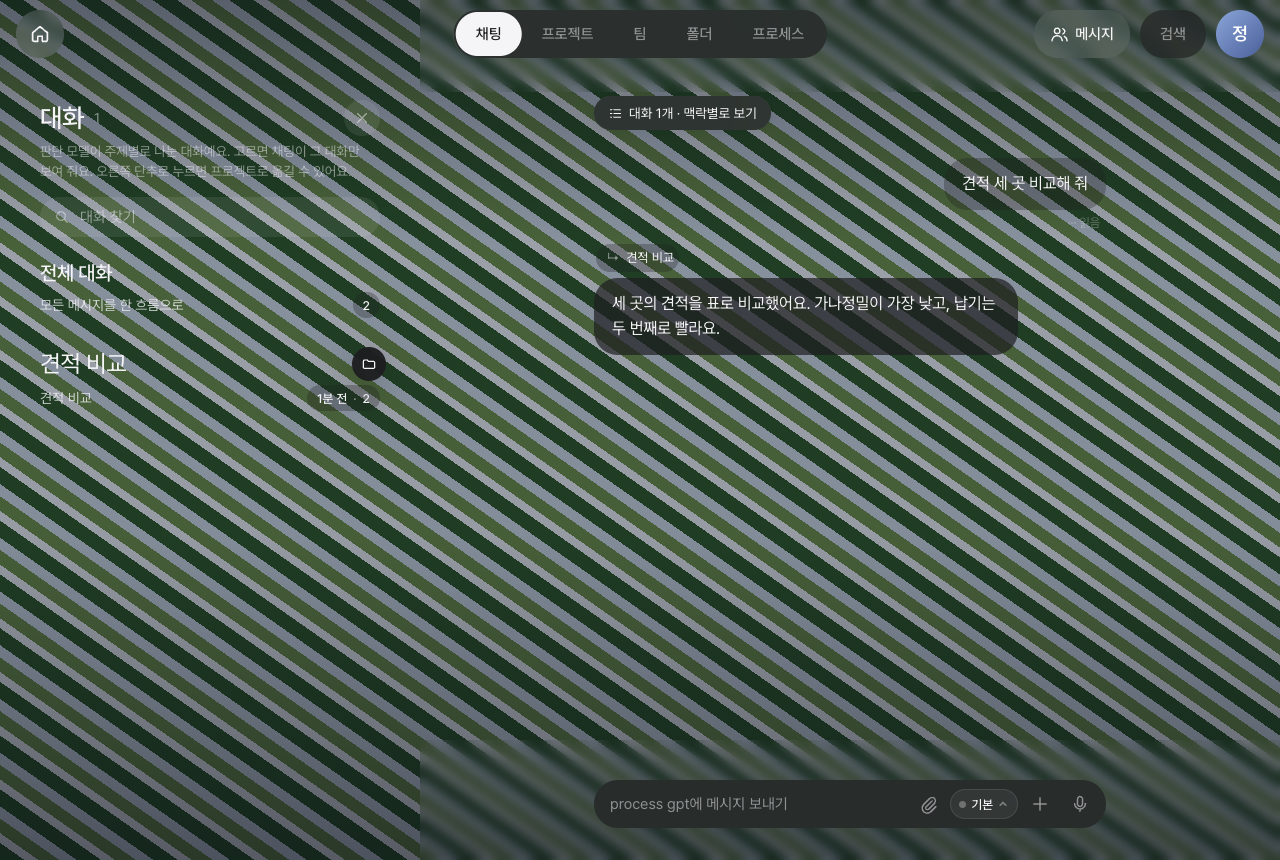 채팅
프로젝트
팀
폴더
프로세스
메시지
검색
정
대화 1
판단 모델이 주제별로 나눈 대화예요. 고르면 채팅이 그 대화만
보여 줘요. 오른쪽 단추로 누르면 프로젝트로 옮길 수 있어요.
대화 찾기
전체 대화
모든 메시지를 한 흐름으로
2
견적 비교
견적 비교
1분 전 · 2
대화 1개 · 맥락별로 보기
견적 세 곳 비교해 줘
읽음
견적 비교
세 곳의 견적을 표로 비교했어요. 가나정밀이 가장 낮고, 납기는
두 번째로 빨라요.
process gpt에 메시지 보내기
기본